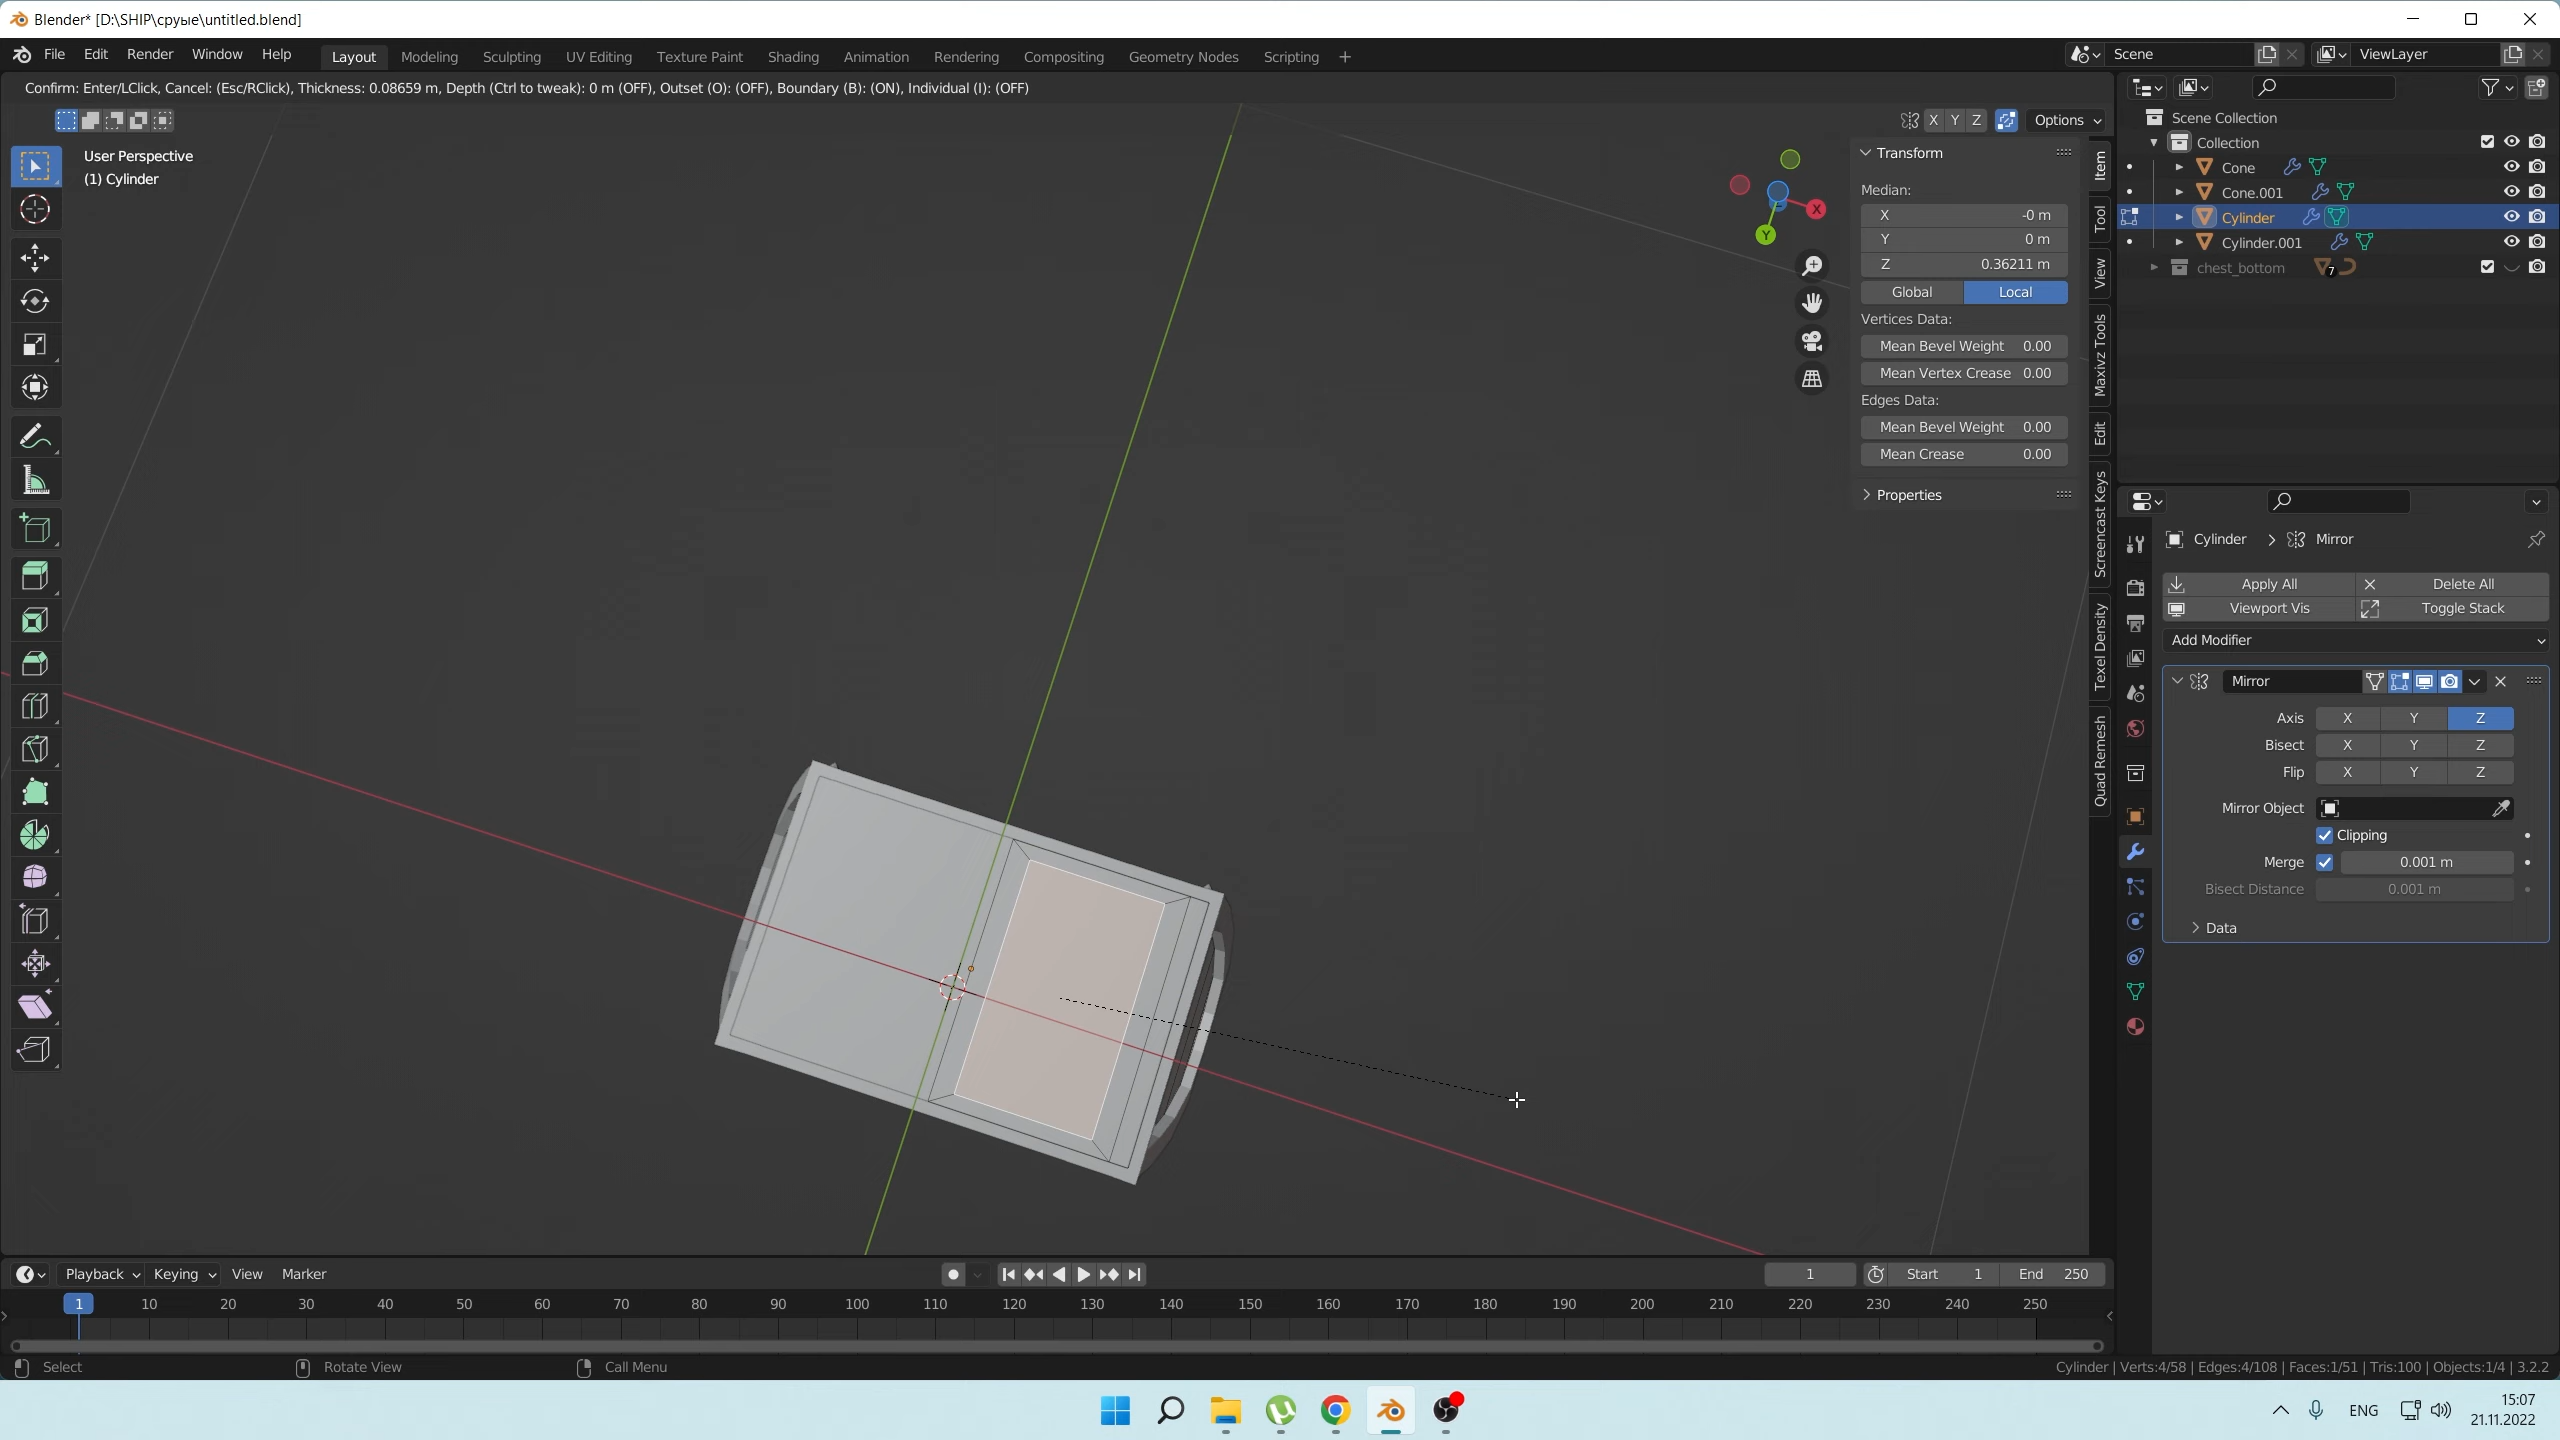 Blender* [D:\SHIP\сруые\untitled.blend]
File Edit Render Window Help Layout Modeling Sculpting UV Editing Texture Paint Shading Animation Rendering Compositing Geometry Nodes Scripting + Scene ViewLayer
Confirm: Enter/LClick, Cancel: (Esc/RClick), Thickness: 0.08659 m, Depth (Ctrl to tweak): 0 m (OFF), Outset (O): (OFF), Boundary (B): (ON), Individual (I): (OFF)
X Y Z Options
User Perspective
(1) Cylinder
X
Y
Transform
Median:
X -0 m
Y 0 m
Z 0.36211 m
Global Local
Vertices Data:
Mean Bevel Weight 0.00
Mean Vertex Crease 0.00
Edges Data:
Mean Bevel Weight 0.00
Mean Crease 0.00
Properties
Item
Tool
View
Maxivz Tools
Edit
Screencast Keys
Texel Density
Quad Remesh
Scene Collection
Collection
Cone
Cone.001
Cylinder
Cylinder.001
chest_bottom 7
Cylinder > Mirror
Apply All Delete All
Viewport Vis Toggle Stack
Add Modifier
Mirror
Axis X Y Z
Bisect X Y Z
Flip X Y Z
Mirror Object
Clipping
Merge 0.001 m
Bisect Distance 0.001 m
Data
Playback Keying View Marker 1 Start 1 End 250
1 10 20 30 40 50 60 70 80 90 100 110 120 130 140 150 160 170 180 190 200 210 220 230 240 250
Select Rotate View Call Menu Cylinder | Verts:4/58 | Edges:4/108 | Faces:1/51 | Tris:100 | Objects:1/4 | 3.2.2
ENG 15:07
21.11.2022